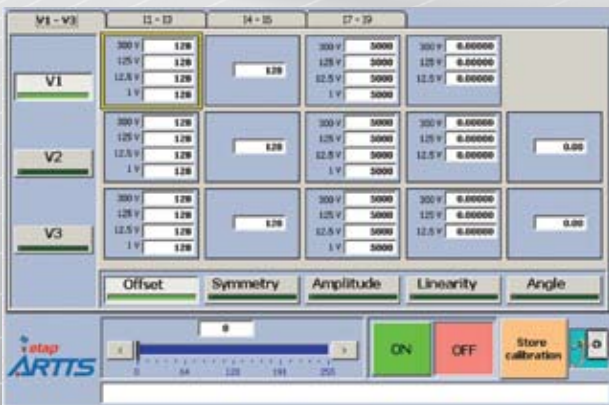 V1 - V3 I1 - I3 I4 - I6 I7 - I9
V1
300 V 128
125 V 128
12.5 V 128
1 V 128
128
300 V 5000
125 V 5000
12.5 V 5000
1 V 5000
300 V 0.00000
125 V 0.00000
12.5 V 0.00000
V2
300 V 128
125 V 128
12.5 V 128
1 V 128
128
300 V 5000
125 V 5000
12.5 V 5000
1 V 5000
300 V 0.00000
125 V 0.00000
12.5 V 0.00000
0.00
V3
300 V 128
125 V 128
12.5 V 128
1 V 128
128
300 V 5000
125 V 5000
12.5 V 5000
1 V 5000
300 V 0.00000
125 V 0.00000
12.5 V 0.00000
0.00
Offset Symmetry Amplitude Linearity Angle
etap
ARTTS
0
0 64 128 191 255
ON OFF
Store
calibration